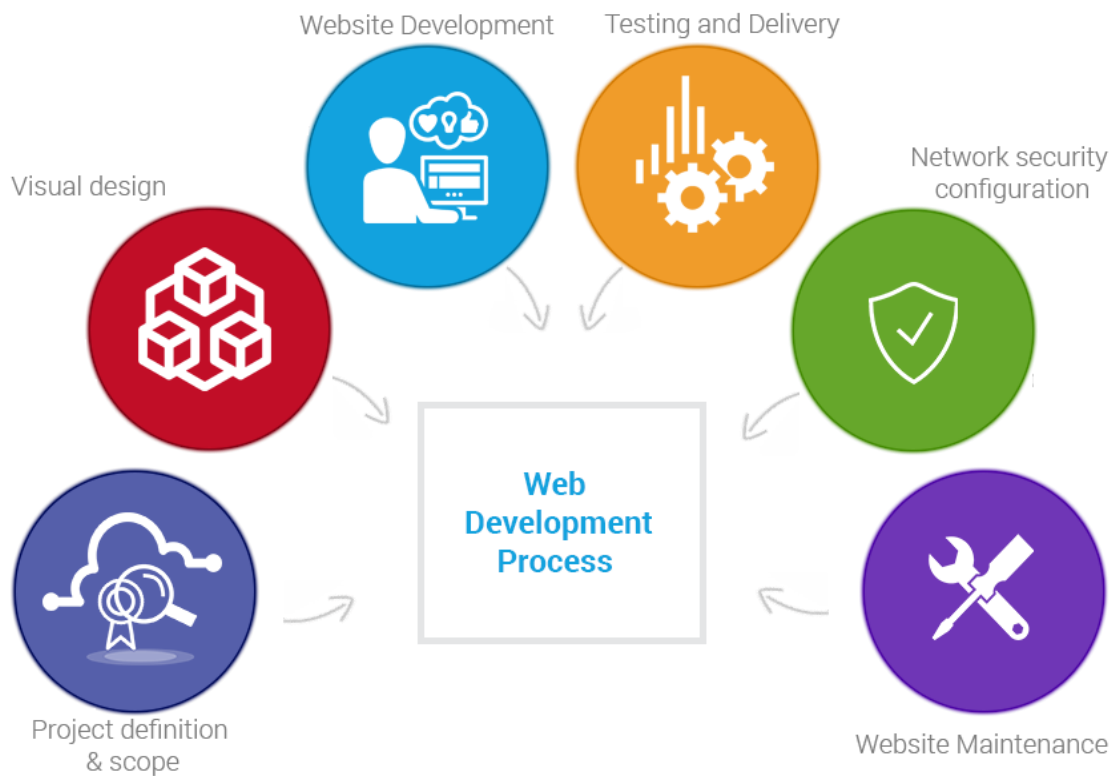 Website Development
Testing and Delivery
Visual design
Network security
configuration
Web
Development
Process
Project definition
& scope
Website Maintenance